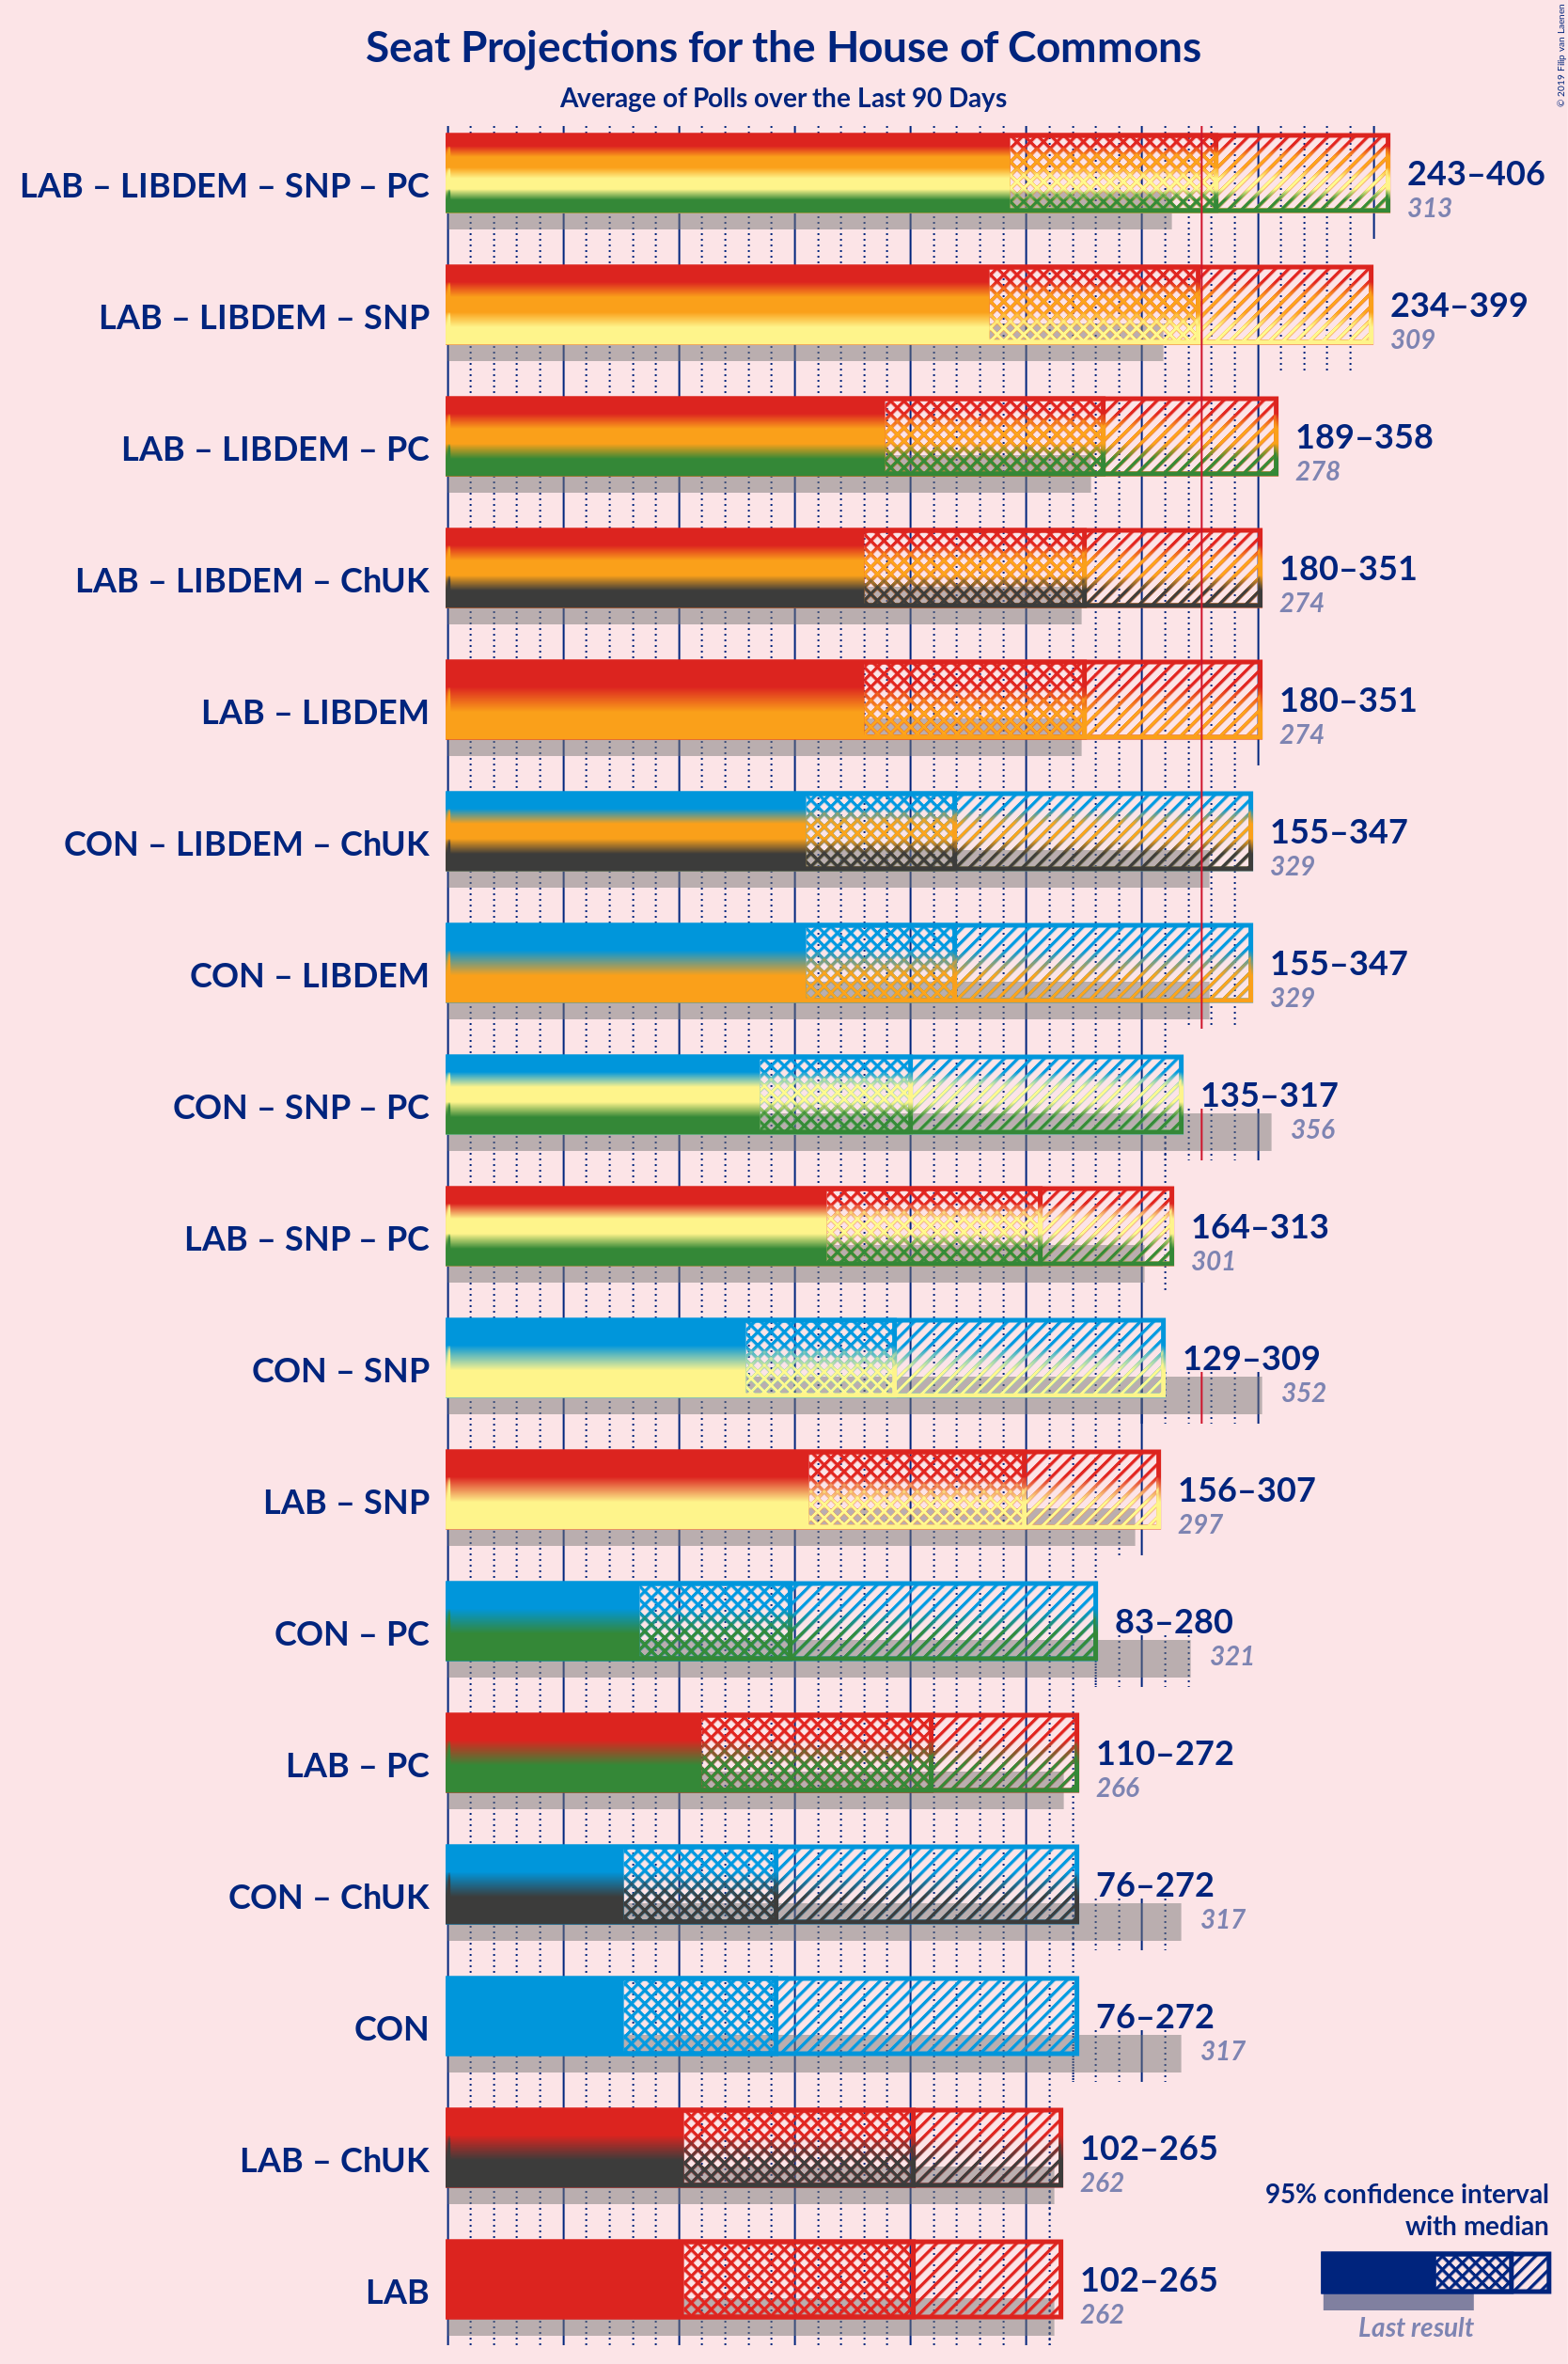 Seat Projections for the House of Commons
Average of Polls over the Last 90 Days
© 2019 Filip van Laenen
LAB – LIBDEM – SNP – PC
243–406
313
LAB – LIBDEM – SNP
234–399
309
LAB – LIBDEM – PC
189–358
278
LAB – LIBDEM – ChUK
180–351
274
LAB – LIBDEM
180–351
274
CON – LIBDEM – ChUK
155–347
329
CON – LIBDEM
155–347
329
CON – SNP – PC
135–317
356
LAB – SNP – PC
164–313
301
CON – SNP
129–309
352
LAB – SNP
156–307
297
CON – PC
83–280
321
LAB – PC
110–272
266
CON – ChUK
76–272
317
CON
76–272
317
LAB – ChUK
102–265
262
LAB
102–265
262
95% confidence interval
with median
Last result